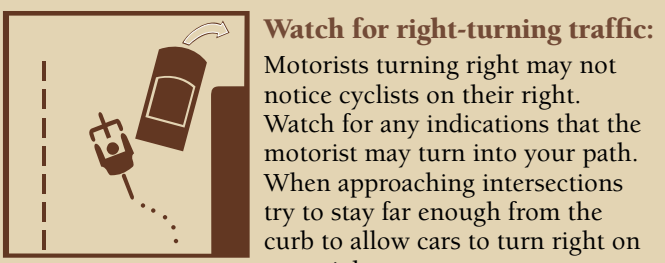 Watch for right-turning traffic:
Motorists turning right may not
notice cyclists on their right.
Watch for any indications that the
motorist may turn into your path.
When approaching intersections
try to stay far enough from the
curb to allow cars to turn right on